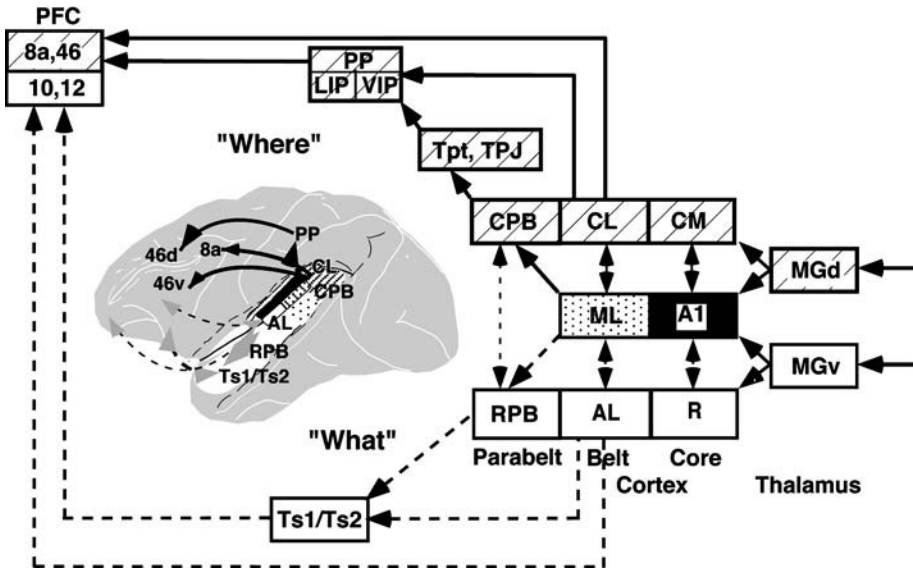 PFC
8a,46
10,12
PP
LIP VIP
"Where"
Tpt, TPJ
CPB CL CM
MGd
ML A1
MGv
RPB AL R
Parabelt Belt Core
Cortex Thalamus
"What"
Ts1/Ts2
PP
46d 8a
46v
CL
CPB
AL
RPB
Ts1/Ts2